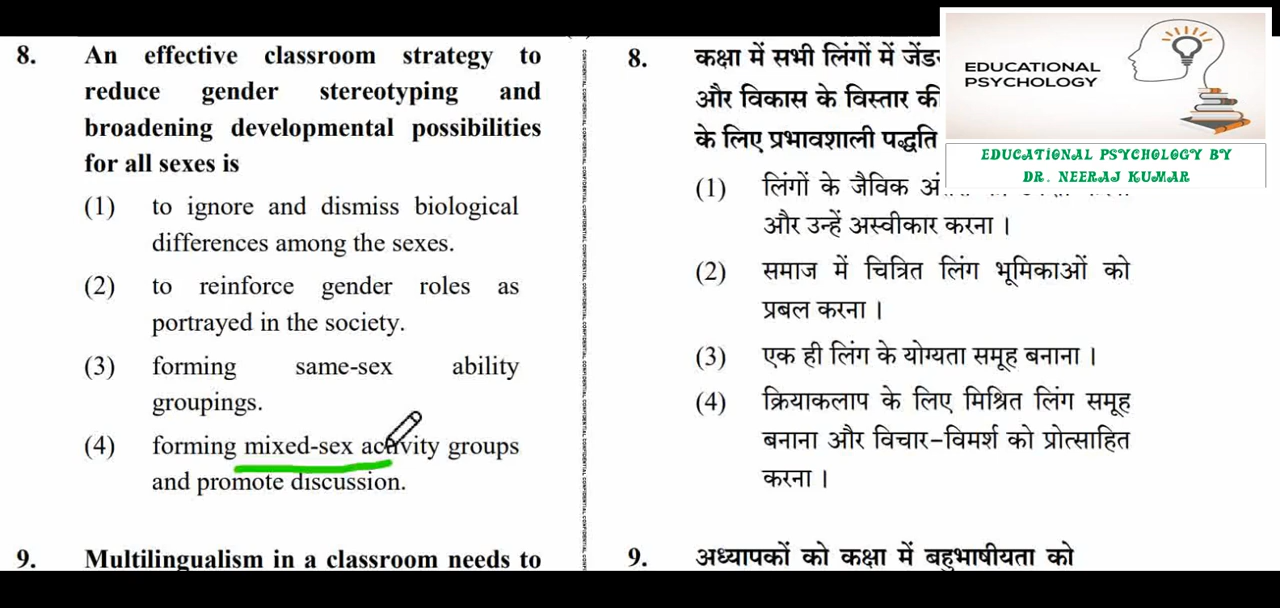 8. An effective classroom strategy to
reduce gender stereotyping and
broadening developmental possibilities
for all sexes is
(1) to ignore and dismiss biological
differences among the sexes.
(2) to reinforce gender roles as
portrayed in the society.
(3) forming same-sex ability
groupings.
(4) forming mixed-sex activity groups
and promote discussion.
9. Multilingualism in a classroom needs to
CONFIDENTIAL CONFIDENTIAL CONFIDENTIAL
8. कक्षा में सभी लिंगों में
और विकास के विस्तार की
के लिए प्रभावशाली पद्धति
(1) लिंगों के जैविक
और उन्हें अस्वीकार करना ।
(2) समाज में चित्रित लिंग भूमिकाओं को
प्रबल करना ।
(3) एक ही लिंग के योग्यता समूह बनाना ।
(4) क्रियाकलाप के लिए मिश्रित लिंग समूह
बनाना और विचार-विमर्श को प्रोत्साहित
करना ।
9. अध्यापकों को कक्षा में बहुभाषीयता को
EDUCATIONAL
PSYCHOLOGY
EDUCATIONAL PSYCHOLOGY BY
DR. NEERAJ KUMAR